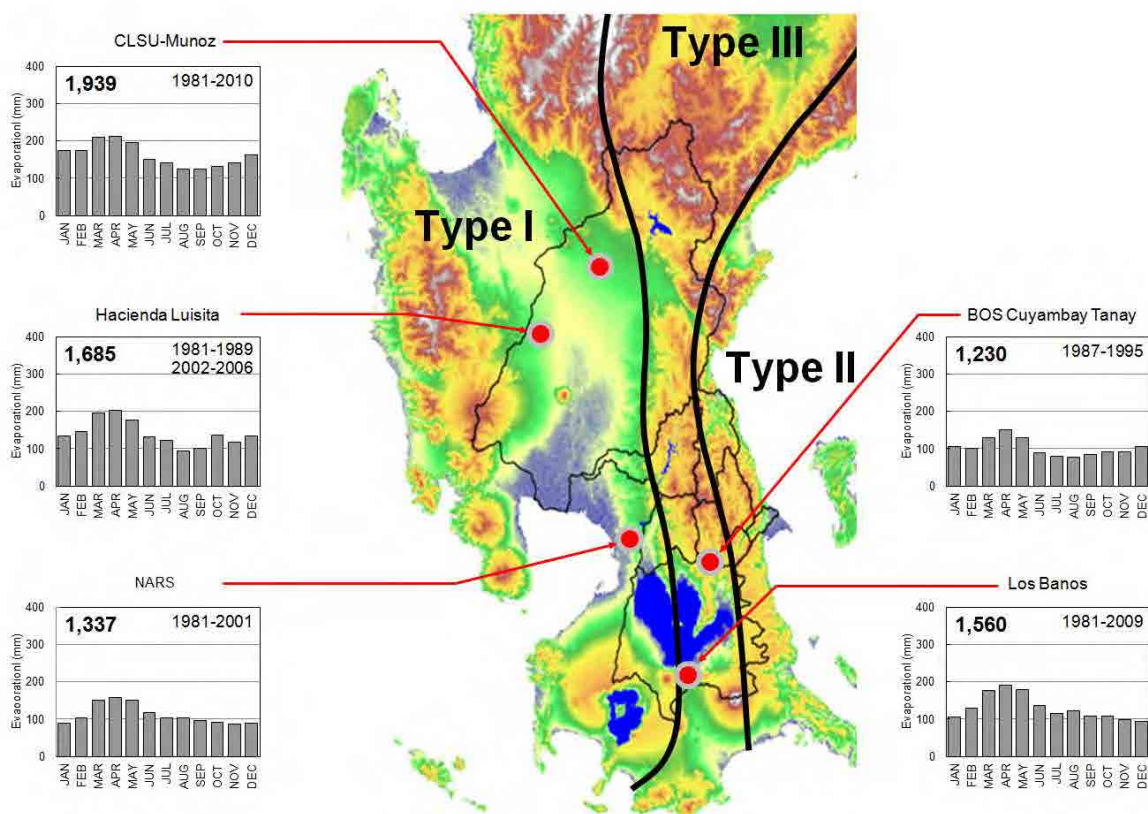 CLSU-Munoz
Evaporationl (mm)
400
300
200
100
0
1,939
1981-2010
JAN
FEB
MAR
APR
MAY
JUN
JUL
AUG
SEP
OCT
NOV
DEC
Hacienda Luisita
Evaporationl (mm)
400
300
200
100
0
1,685
1981-1989
2002-2006
JAN
FEB
MAR
APR
MAY
JUN
JUL
AUG
SEP
OCT
NOV
DEC
NARS
Evaoorationl (mm)
400
300
200
100
0
1,337
1981-2001
JAN
FEB
MAR
APR
MAY
JUN
JUL
AUG
SEP
OCT
NOV
DEC
Type III
Type I
Type II
BOS Cuyambay Tanay
Evaporationl (mm)
400
300
200
100
0
1,230
1987-1995
JAN
FEB
MAR
APR
MAY
JUN
JUL
AUG
SEP
OCT
NOV
DEC
Los Banos
Evaporationl (mm)
400
300
200
100
0
1,560
1981-2009
JAN
FEB
MAR
APR
MAY
JUN
JUL
AUG
SEP
OCT
NOV
DEC